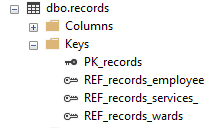 dbo.records
Columns
Keys
PK_records
REF_records_employee
REF_records_services_
REF_records_wards